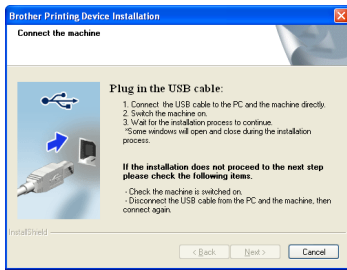 Brother Printing Device Installation
Connect the machine
Plug in the USB cable:
1. Connect the USB cable to the PC and the machine directly.
2. Switch the machine on.
3. Wait for the installation process to continue.
*Some windows will open and close during the installation
process.
If the installation does not proceed to the next step
please check the following items.
- Check the machine is switched on.
- Disconnect the USB cable from the PC and the machine, then
connect again.
InstallShield
< Back
Next >
Cancel